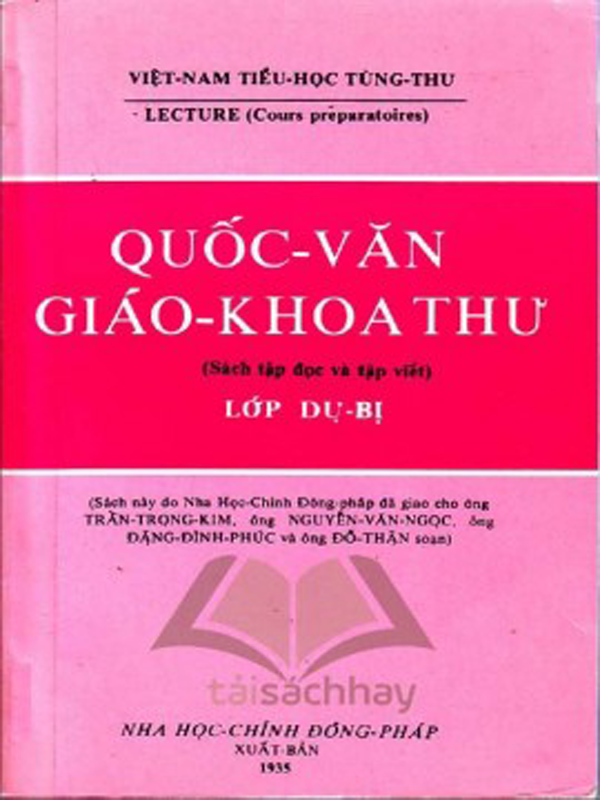 VIỆT-NAM TIỂU-HỌC TÙNG-THU
LECTURE (Cours préparatoires)
QUỐC-VĂN
GIÁO-KHOA THƯ
(Sách tập đọc và tập viết)
LỚP DỰ-BỊ
(Sách này do Nha Học-Chính Đông-pháp đã giao cho ông
TRẦN-TRỌNG-KIM, ông NGUYỄN-VĂN-NGỌC, ông
ĐẶNG-ĐÌNH-PHÚC và ông ĐỖ-THẬN soạn)
tảisáchhay
NHA HỌC-CHÍNH ĐÔNG-PHÁP
XUẤT-BẢN
1935